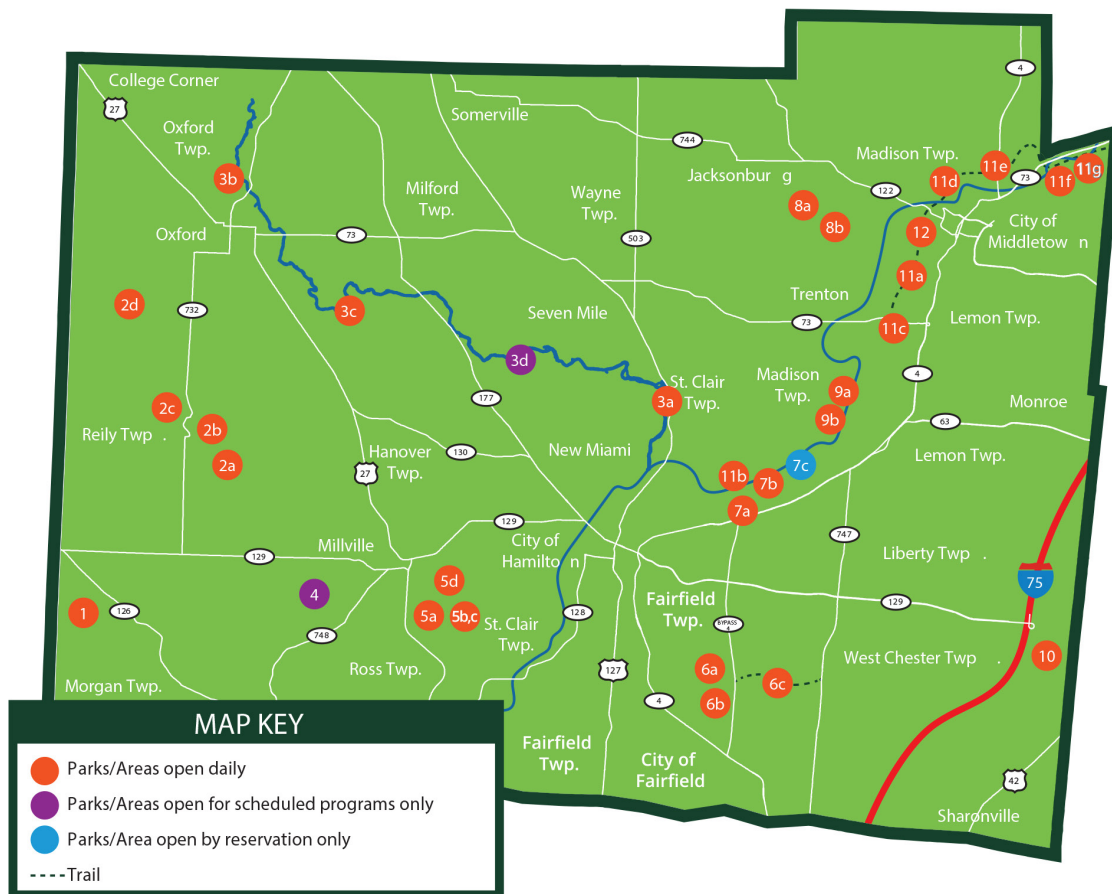 4
College Corner
27
Somerville
Oxford
Twp.
744
Madison Twp.
11e
3b
11d
73
11f
11g
Jacksonbur g
122
Milford
Twp.
Wayne
Twp.
8a
8b
12
City of
Middletow n
Oxford
73
503
11a
2d
732
3c
Seven Mile
Trenton
73
11c
Lemon Twp.
3d
4
177
St. Clair
Twp.
3a
Madison
Twp.
9a
9b
Monroe
63
2c
2b
Reily Twp .
2a
Hanover
Twp.
130
27
New Miami
7c
Lemon Twp.
11b
7b
7a
129
Millville
129
City of
Hamilto n
747
Liberty Twp .
75
5d
4
1
126
748
5a
5b,c
St. Clair
Twp.
128
Fairfield
Twp.
BYPASS
4
129
Ross Twp.
127
6a
6c
6b
West Chester Twp .
10
Morgan Twp.
4
Fairfield
Twp.
City of
Fairfield
42
Sharonville
MAP KEY
Parks/Areas open daily
Parks/Areas open for scheduled programs only
Parks/Area open by reservation only
Trail